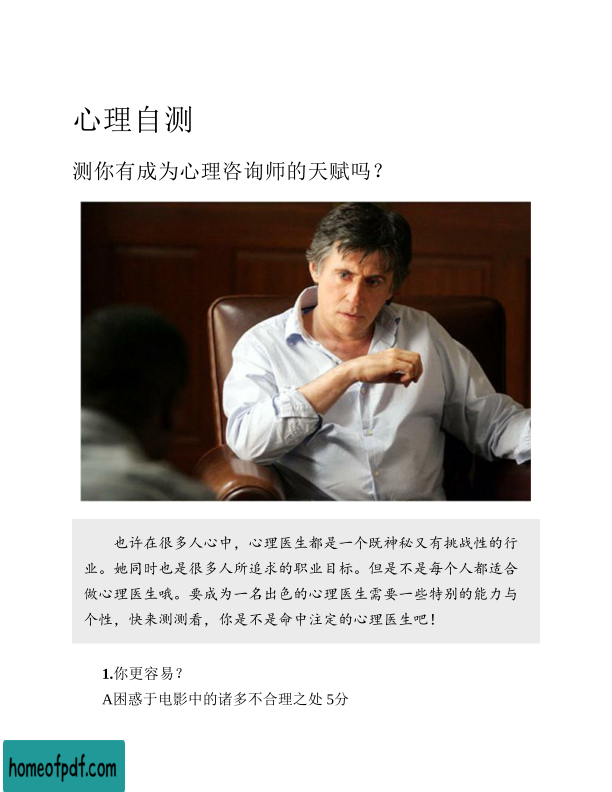 心理自测
测你有成为心理咨询师的天赋吗？
也许在很多人心中，心理医生都是一个既神秘又有挑战性的行
业。她同时也是很多人所追求的职业目标。但是不是每个人都适合
做心理医生哦。要成为一名出色的心理医生需要一些特别的能力与
个性，快来测测看，你是不是命中注定的心理医生吧！
1.你更容易？
A困惑于电影中的诸多不合理之处 5分
homeofpdf.com